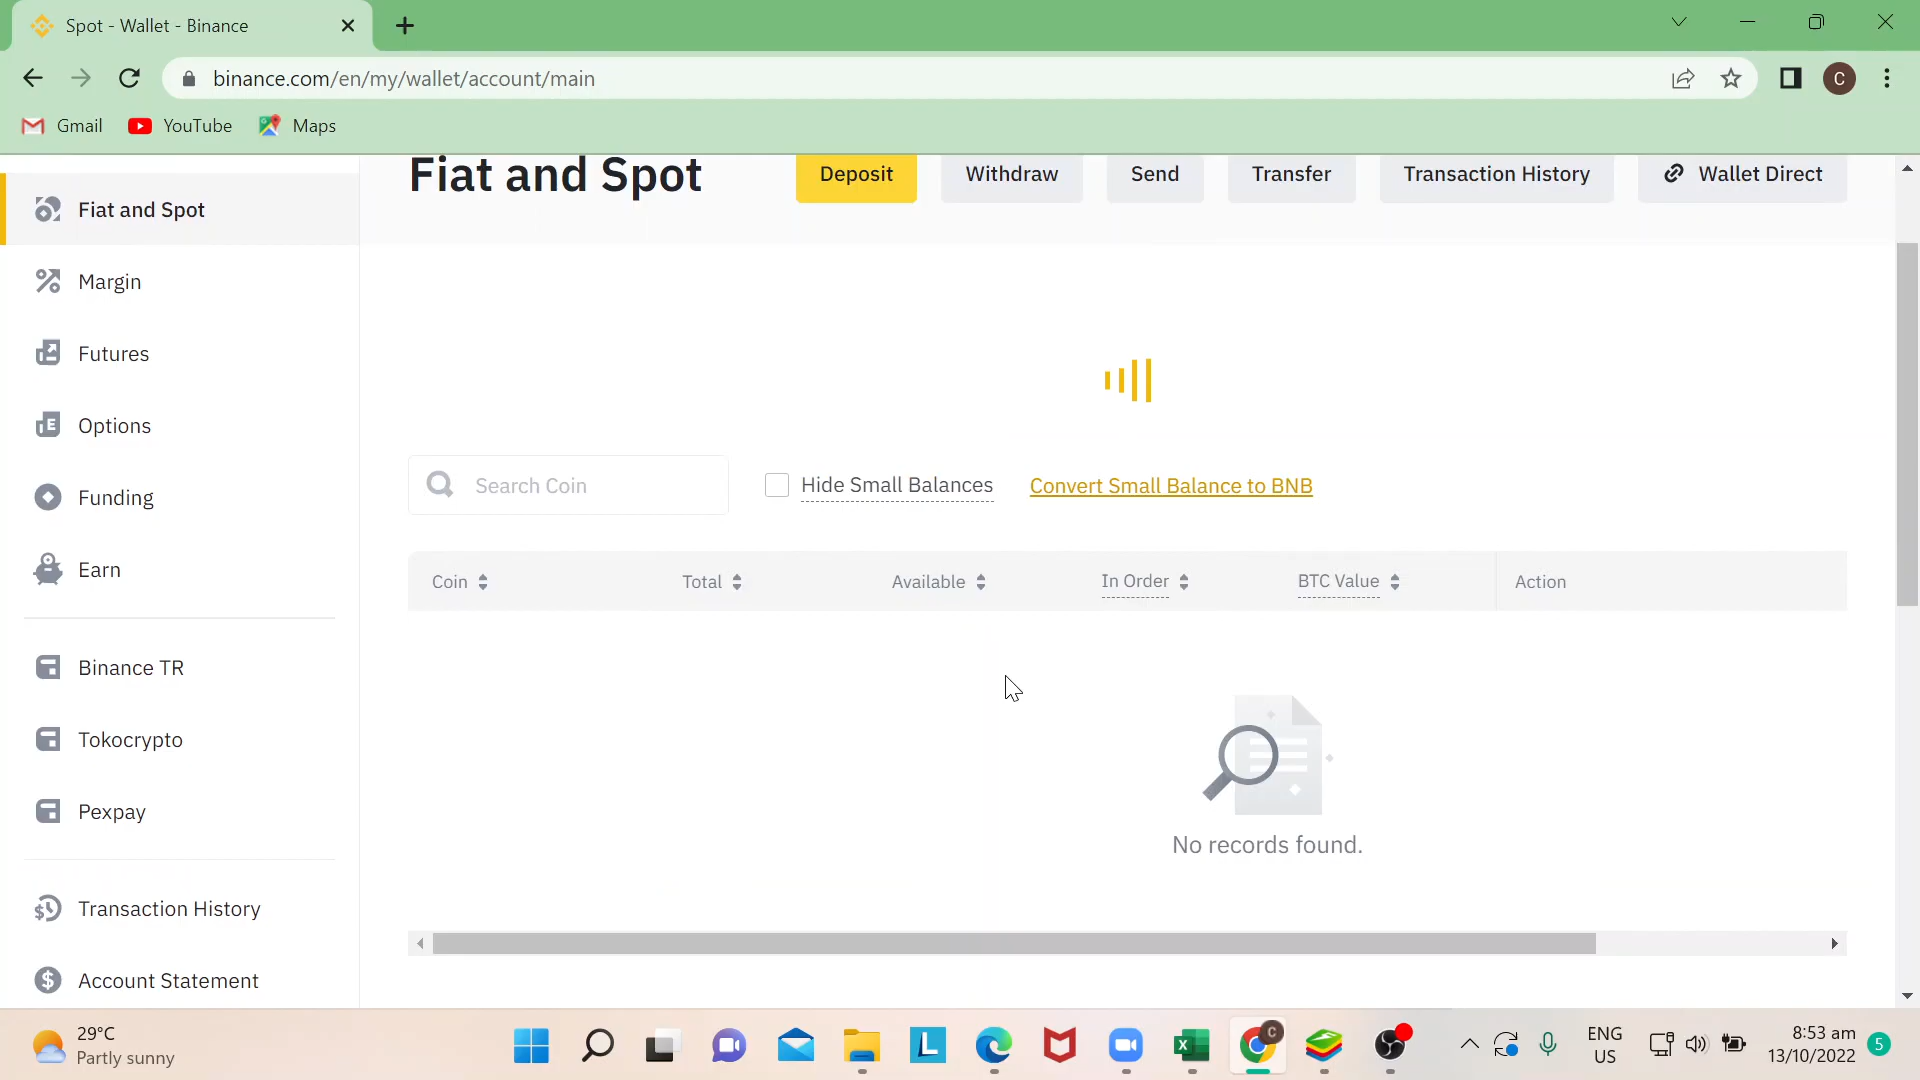 Spot - Wallet - Binance
binance.com/en/my/wallet/account/main
C
Gmail
YouTube
Maps
Fiat and Spot
Deposit
Withdraw
Send
Transfer
Transaction History
Wallet Direct
Fiat and Spot
Margin
Futures
Options
Funding
Earn
Binance TR
Tokocrypto
Pexpay
Transaction History
Account Statement
Search Coin
Hide Small Balances
Convert Small Balance to BNB
Coin
Total
Available
In Order
BTC Value
Action
No records found.
29°C
Partly sunny
L
X
C
ENG
US
8:53 am
13/10/2022
5